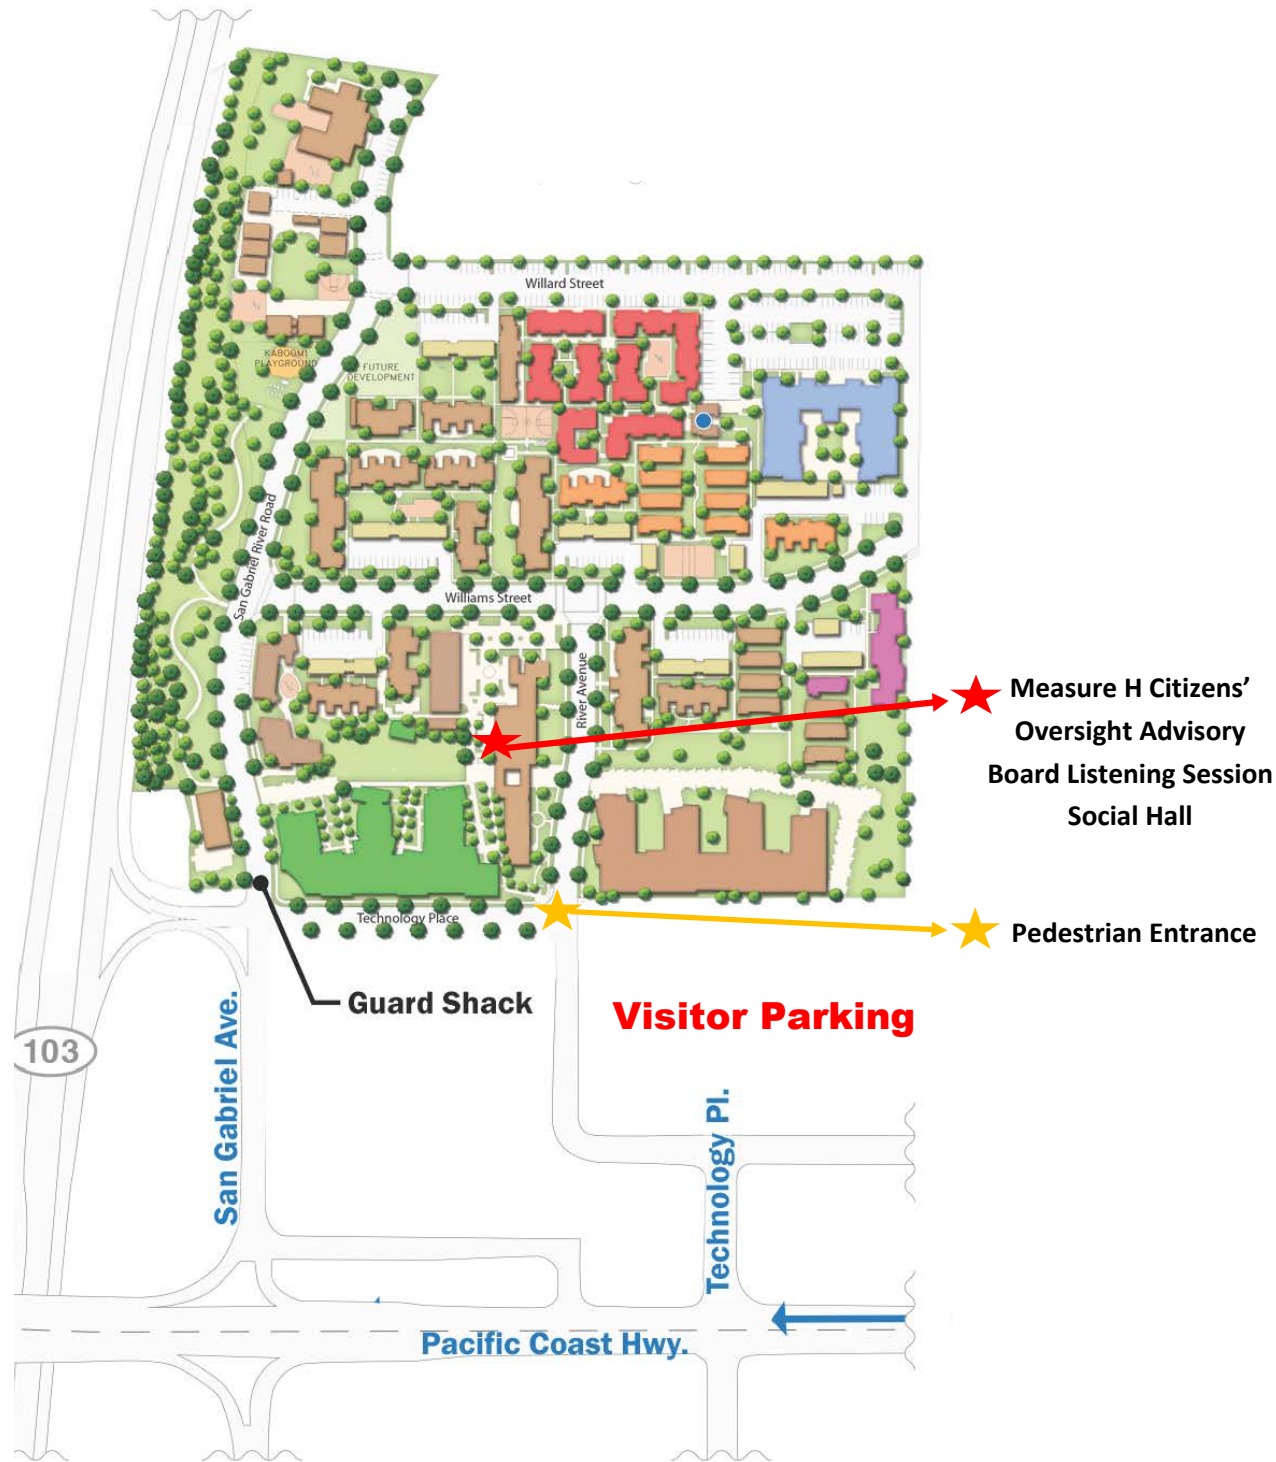 Willard Street
KABOOM!
PLAYGROUND
FUTURE
DEVELOPMENT
San Gabriel River Road
Williams Street
River Avenue
Measure H Citizens’
Oversight Advisory
Board Listening Session
Social Hall
Technology Place
Pedestrian Entrance
Guard Shack
Visitor Parking
103
San Gabriel Ave.
Technology Pl.
Pacific Coast Hwy.